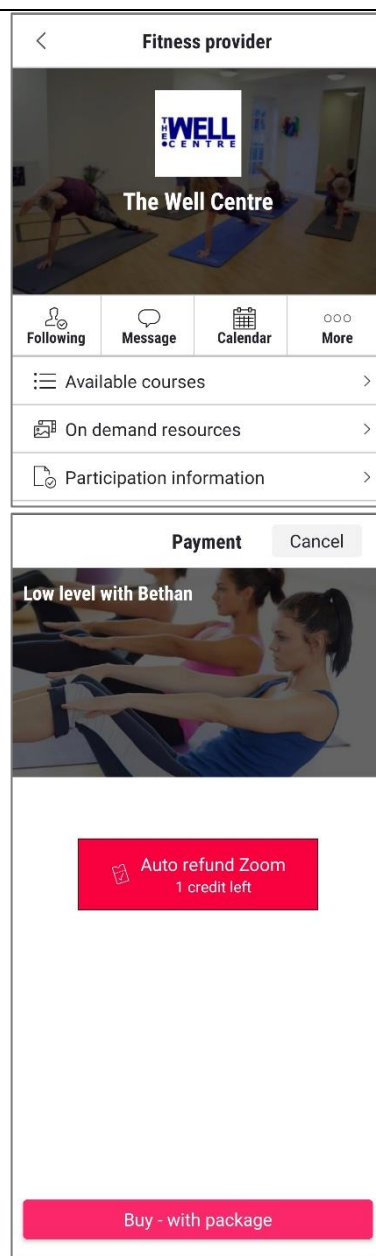 Fitness provider
THE WELL
CENTRE
The Well Centre
Following Message Calendar More
Available courses
On demand resources
Participation information
Payment Cancel
Low level with Bethan
Auto refund Zoom
1 credit left
Buy - with package